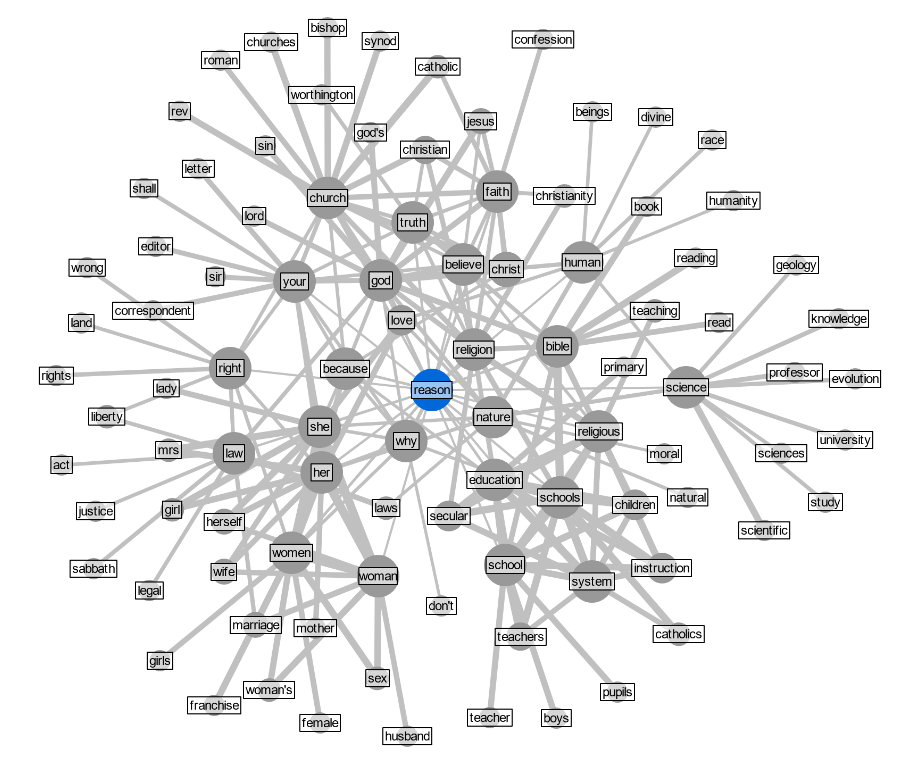 bishop
churches
synod
confession
roman
catholic
worthington
rev
jesus
beings
divine
god's
race
sin
christian
letter
shall
church
faith
christianity
humanity
book
lord
truth
editor
reading
wrong
sir
your
god
believe
christ
human
geology
correspondent
teaching
land
love
read
knowledge
rights
right
because
religion
bible
primary
professor
evolution
lady
reason
science
liberty
nature
she
religious
university
mrs
law
why
moral
sciences
act
her
education
schools
natural
justice
girl
laws
children
study
herself
secular
scientific
women
school
instruction
sabbath
wife
woman
system
legal
don't
marriage
mother
teachers
catholics
girls
woman's
sex
pupils
franchise
female
teacher
boys
husband